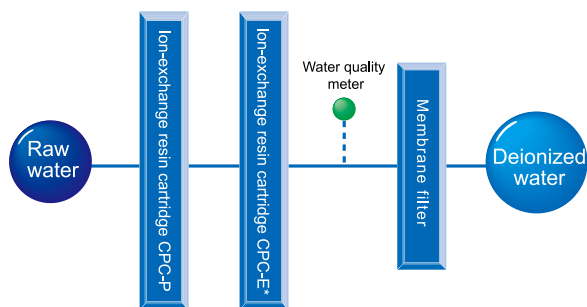 Raw
water
Ion-exchange resin cartridge CPC-P
Ion-exchange resin cartridge CPC-E*
Water quality
meter
Membrane filter
Deionized
water